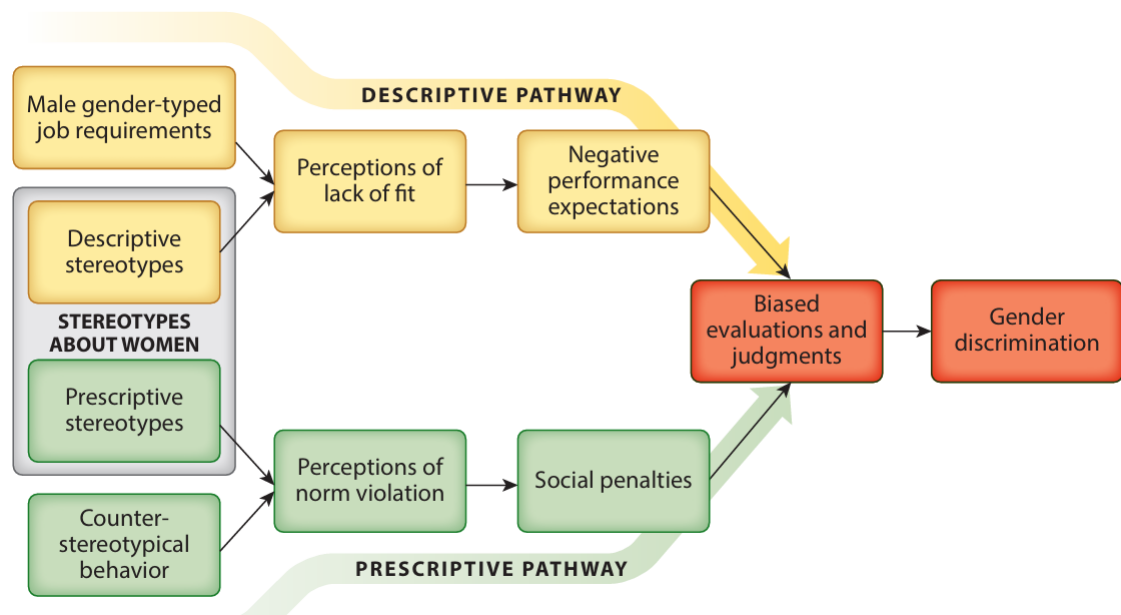 DESCRIPTIVE PATHWAY
Male gender-typed
job requirements
Perceptions of
lack of fit
Negative
performance
expectations
Descriptive
stereotypes
STEREOTYPES
ABOUT WOMEN
Biased
evaluations and
judgments
Gender
discrimination
Prescriptive
stereotypes
Perceptions of
norm violation
Social penalties
Counter-
stereotypical
behavior
PRESCRIPTIVE PATHWAY